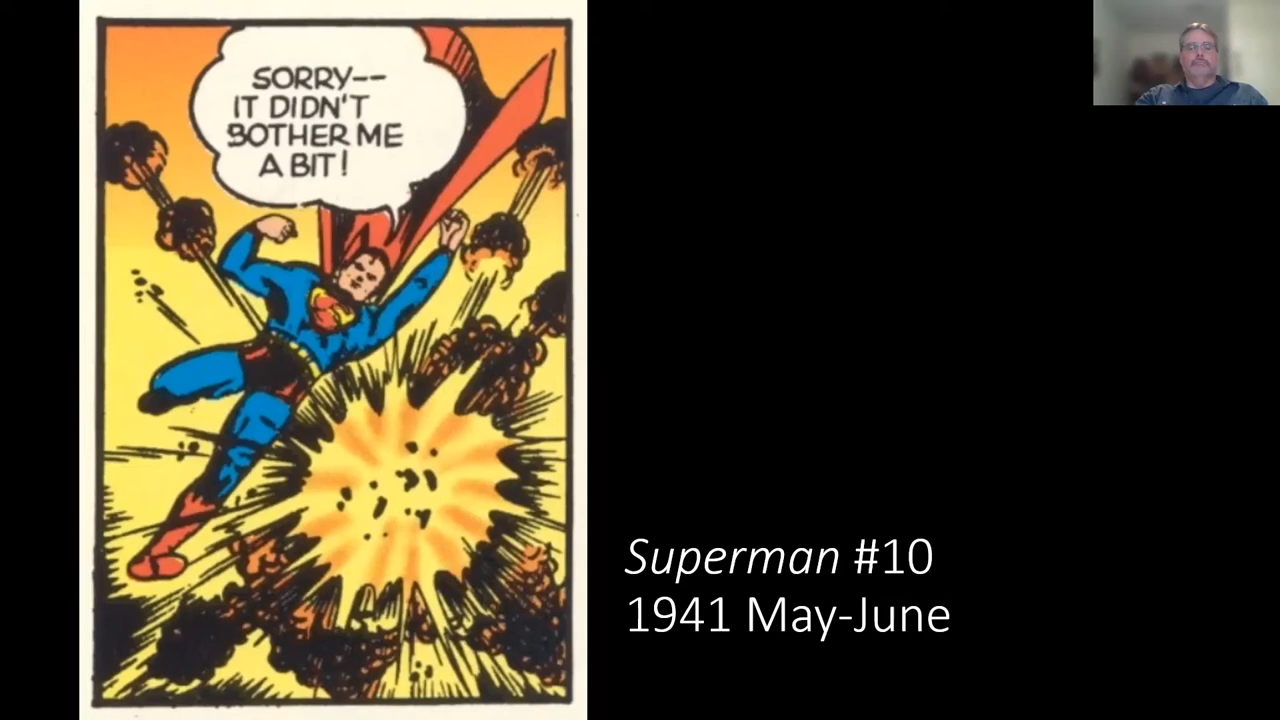 SORRY--
IT DIDN'T
BOTHER ME
A BIT!
Superman #10
1941 May-June